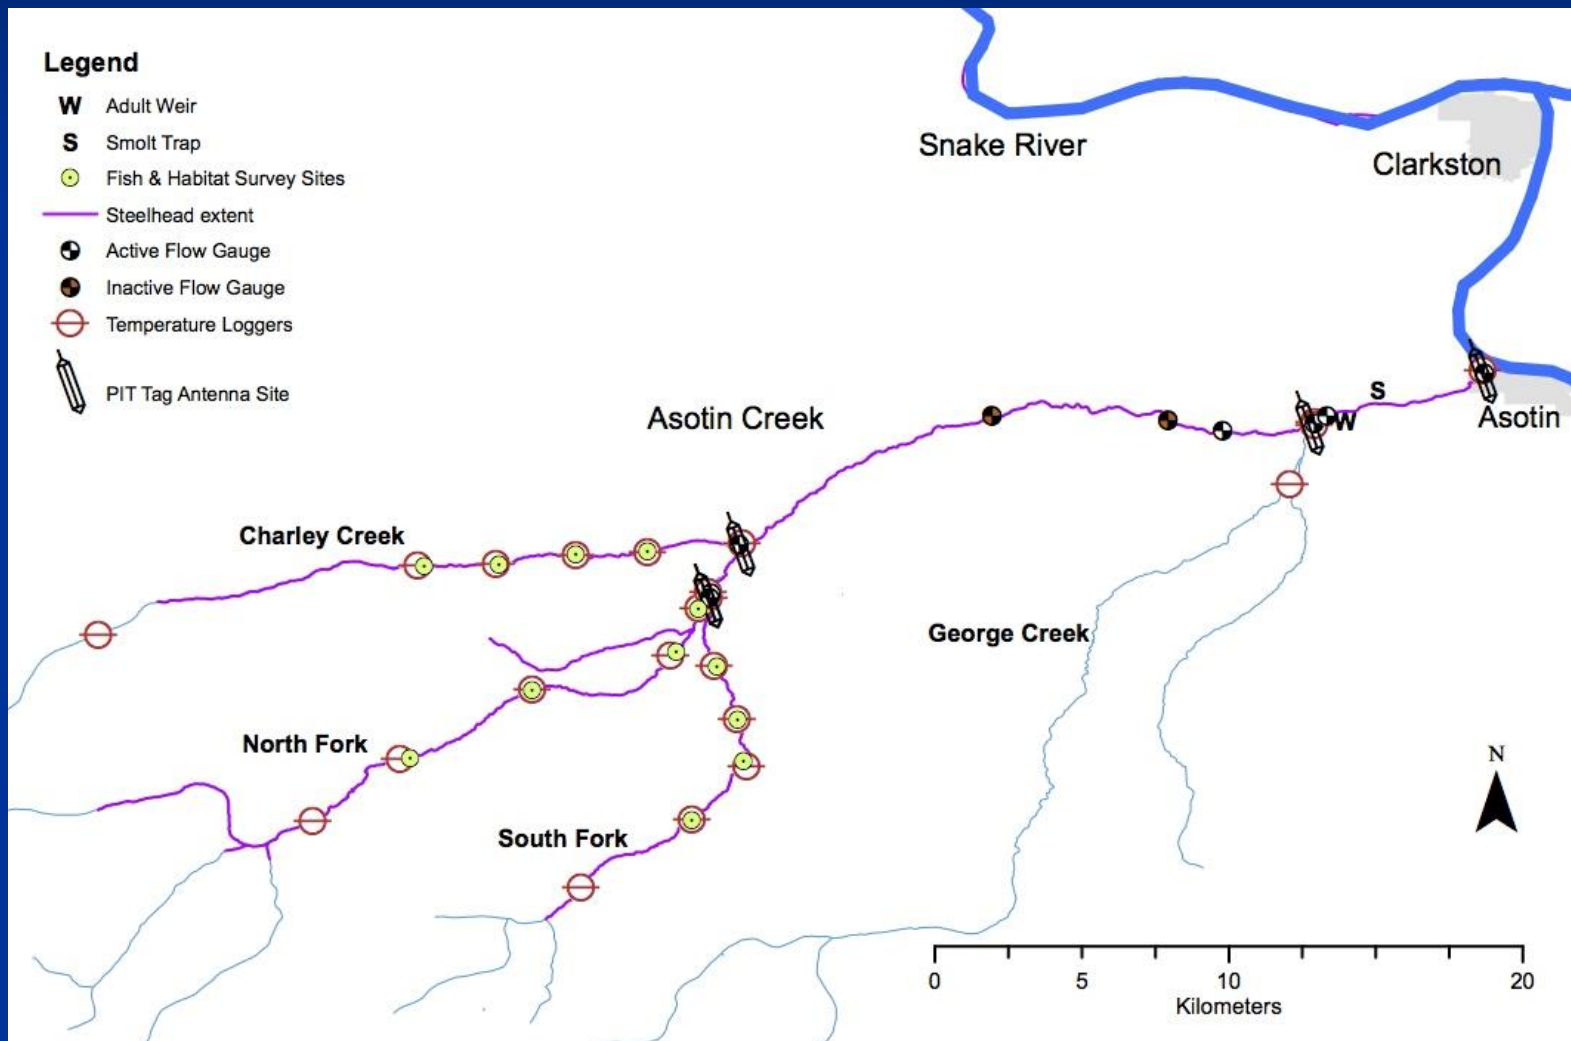 Legend
W Adult Weir
S Smolt Trap
Fish & Habitat Survey Sites
Steelhead extent
Active Flow Gauge
Inactive Flow Gauge
Temperature Loggers
PIT Tag Antenna Site
Snake River
Clarkston
S
W
Asotin
Asotin Creek
Charley Creek
George Creek
North Fork
South Fork
N
0 5 10 20
Kilometers